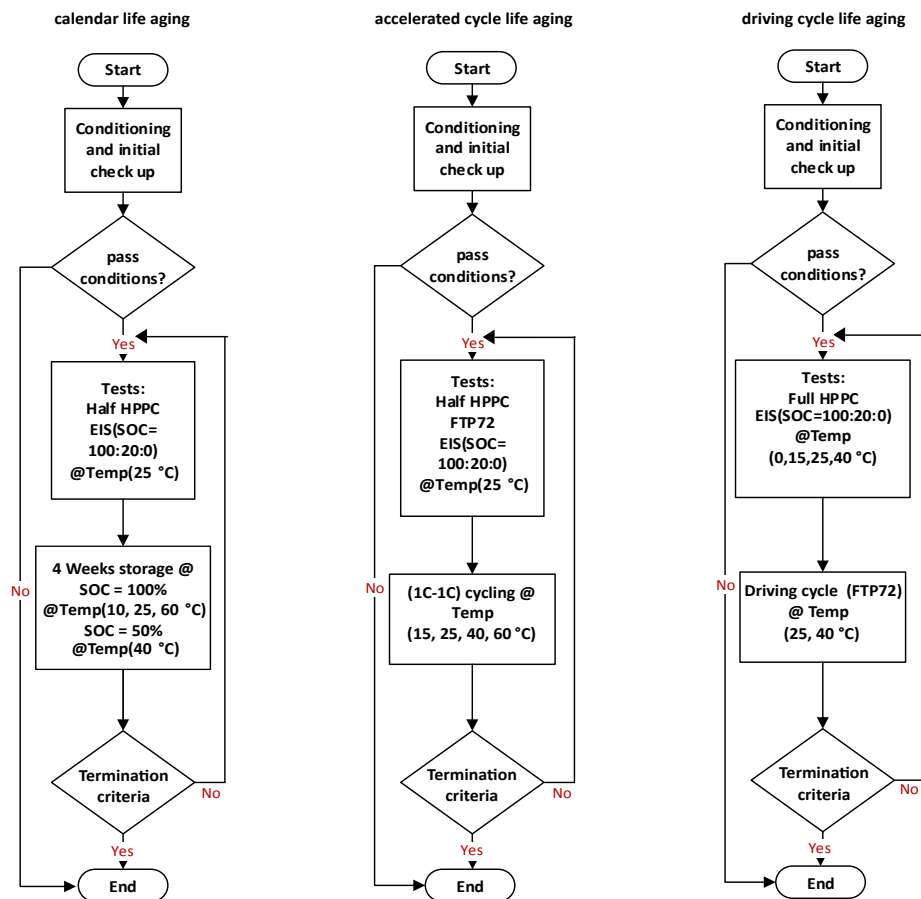 calendar life aging
Start
Conditioning
and initial
check up
pass
conditions?
Yes
Tests:
Half HPPC
EIS(SOC=
100:20:0)
@Temp(25 °C)
No
4 Weeks storage @
SOC = 100%
@Temp(10, 25, 60 °C)
SOC = 50%
@Temp(40 °C)
Termination
criteria
No
Yes
End
accelerated cycle life aging
Start
Conditioning
and initial
check up
pass
conditions?
Yes
Tests:
Half HPPC
FTP72
EIS(SOC=
100:20:0)
@Temp(25 °C)
No
(1C-1C) cycling @
Temp
(15, 25, 40, 60 °C)
Termination
criteria
No
Yes
End
driving cycle life aging
Start
Conditioning
and initial
check up
pass
conditions?
Yes
Tests:
Full HPPC
EIS(SOC=100:20:0)
@Temp
(0,15,25,40 °C)
No
Driving cycle (FTP72)
@ Temp
(25, 40 °C)
Termination
criteria
No
Yes
End